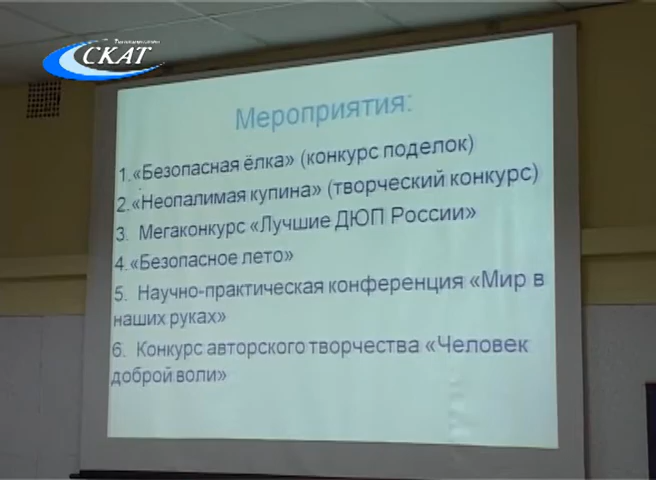 СКАТ
Мероприятия:
1.«Безопасная ёлка» (конкурс поделок)
2.«Неопалимая купина» (творческий конкурс)
3. Мегаконкурс «Лучшие ДЮП России»
4.«Безопасное лето»
5. Научно-практическая конференция «Мир в
наших руках»
6. Конкурс авторского творчества «Человек
доброй воли»